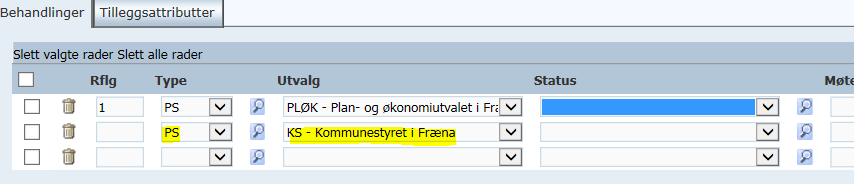 Behandlinger Tilleggsattributter
Slett valgte rader Slett alle rader
Rflg Type Utvalg Status Møte
1 PS PLØK - Plan- og økonomiutvalet i Fræ
PS KS - Kommunestyret i Fræna